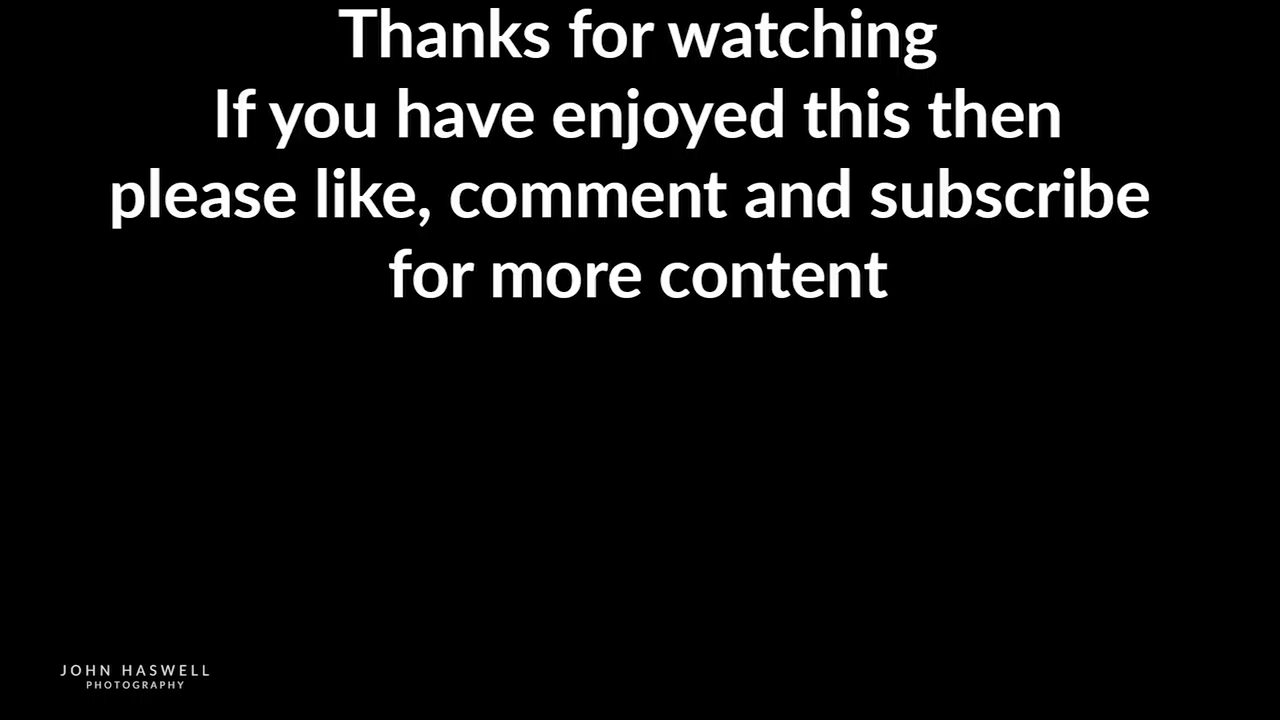 Thanks for watching
If you have enjoyed this then
please like, comment and subscribe
for more content
JOHN HASWELL
PHOTOGRAPHY